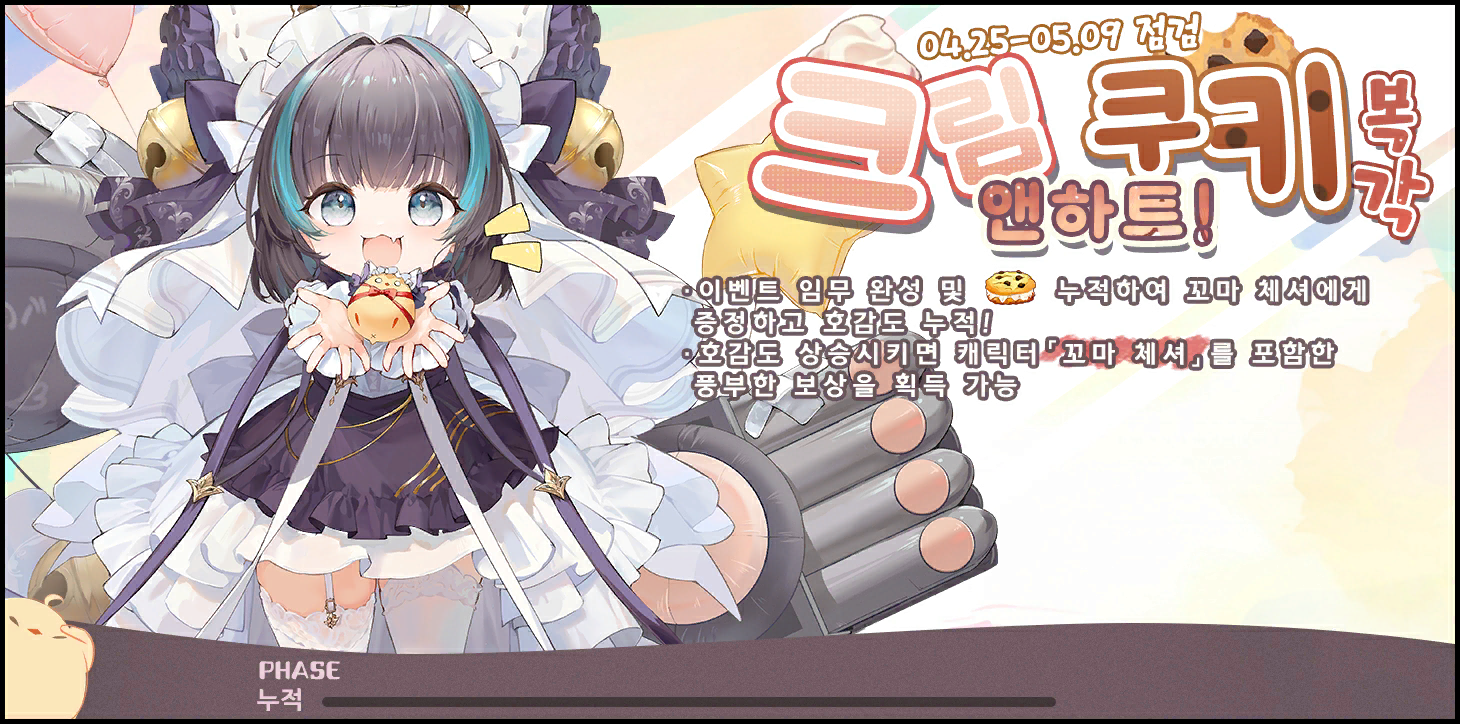 04.25-05.09 점검
크림 쿠키 복각
앤하트!
·이벤트 임무 완성 및 누적하여 꼬마 체셔에게
증정하고 호감도 누적!
·호감도 상승시키면 캐릭터「꼬마 체셔」를 포함한
풍부한 보상을 획득 가능
PHASE
누적